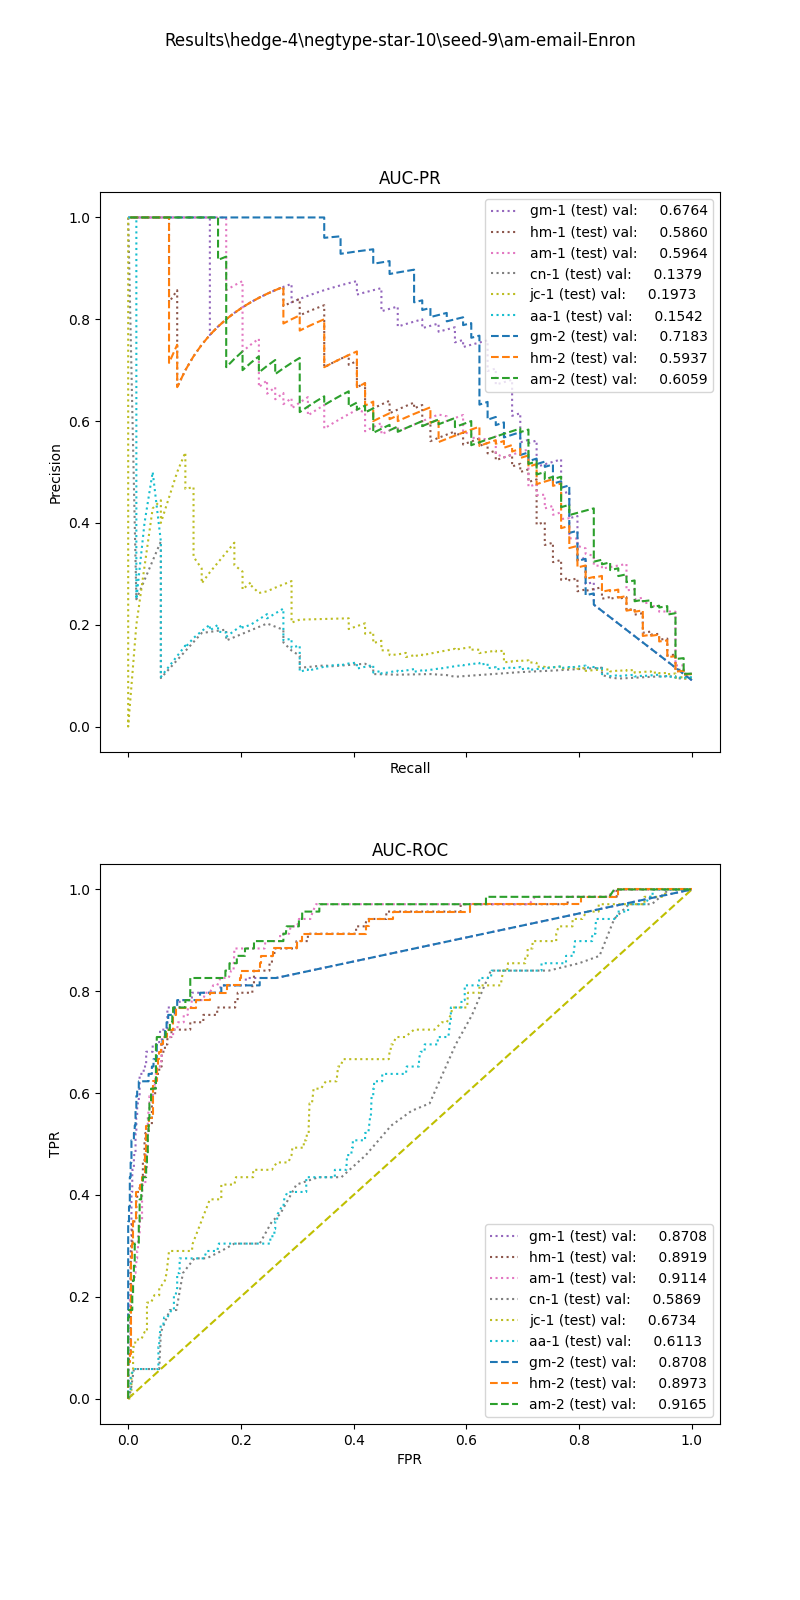 Results\hedge-4\negtype-star-10\seed-9\am-email-Enron
AUC-PR
gm-1 (test) val: 0.6764
hm-1 (test) val: 0.5860
am-1 (test) val: 0.5964
cn-1 (test) val: 0.1379
jc-1 (test) val: 0.1973
aa-1 (test) val: 0.1542
gm-2 (test) val: 0.7183
hm-2 (test) val: 0.5937
am-2 (test) val: 0.6059
1.0
0.8
0.6
0.4
0.2
0.0
Precision
Recall
AUC-ROC
1.0
0.8
0.6
0.4
0.2
0.0
TPR
gm-1 (test) val: 0.8708
hm-1 (test) val: 0.8919
am-1 (test) val: 0.9114
cn-1 (test) val: 0.5869
jc-1 (test) val: 0.6734
aa-1 (test) val: 0.6113
gm-2 (test) val: 0.8708
hm-2 (test) val: 0.8973
am-2 (test) val: 0.9165
0.0 0.2 0.4 0.6 0.8 1.0
FPR